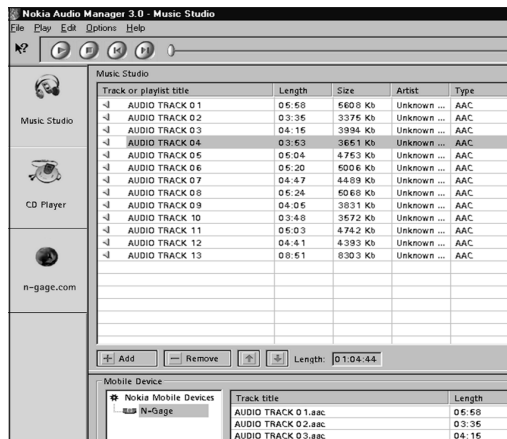 Nokia Audio Manager 3.0 - Music Studio
File Play Edit Options Help
Music Studio
Track or playlist title Length Size Artist Type
AUDIO TRACK 01 05:58 5608 Kb Unknown ... AAC
AUDIO TRACK 02 03:35 3375 Kb Unknown ... AAC
AUDIO TRACK 03 04:15 3994 Kb Unknown ... AAC
AUDIO TRACK 04 03:53 3651 Kb Unknown ... AAC
AUDIO TRACK 05 05:04 4753 Kb Unknown ... AAC
AUDIO TRACK 06 05:20 5006 Kb Unknown ... AAC
AUDIO TRACK 07 04:47 4489 Kb Unknown ... AAC
AUDIO TRACK 08 05:24 5068 Kb Unknown ... AAC
AUDIO TRACK 09 04:05 3831 Kb Unknown ... AAC
AUDIO TRACK 10 03:48 3572 Kb Unknown ... AAC
AUDIO TRACK 11 05:03 4742 Kb Unknown ... AAC
AUDIO TRACK 12 04:41 4393 Kb Unknown ... AAC
AUDIO TRACK 13 08:51 8303 Kb Unknown ... AAC
Music Studio
CD Player
n-gage.com
Add Remove Length: 01:04:44
Mobile Device
Nokia Mobile Devices
N-Gage
Track title Length
AUDIO TRACK 01.aac 05:58
AUDIO TRACK 02.aac 03:35
AUDIO TRACK 03.aac 04:15